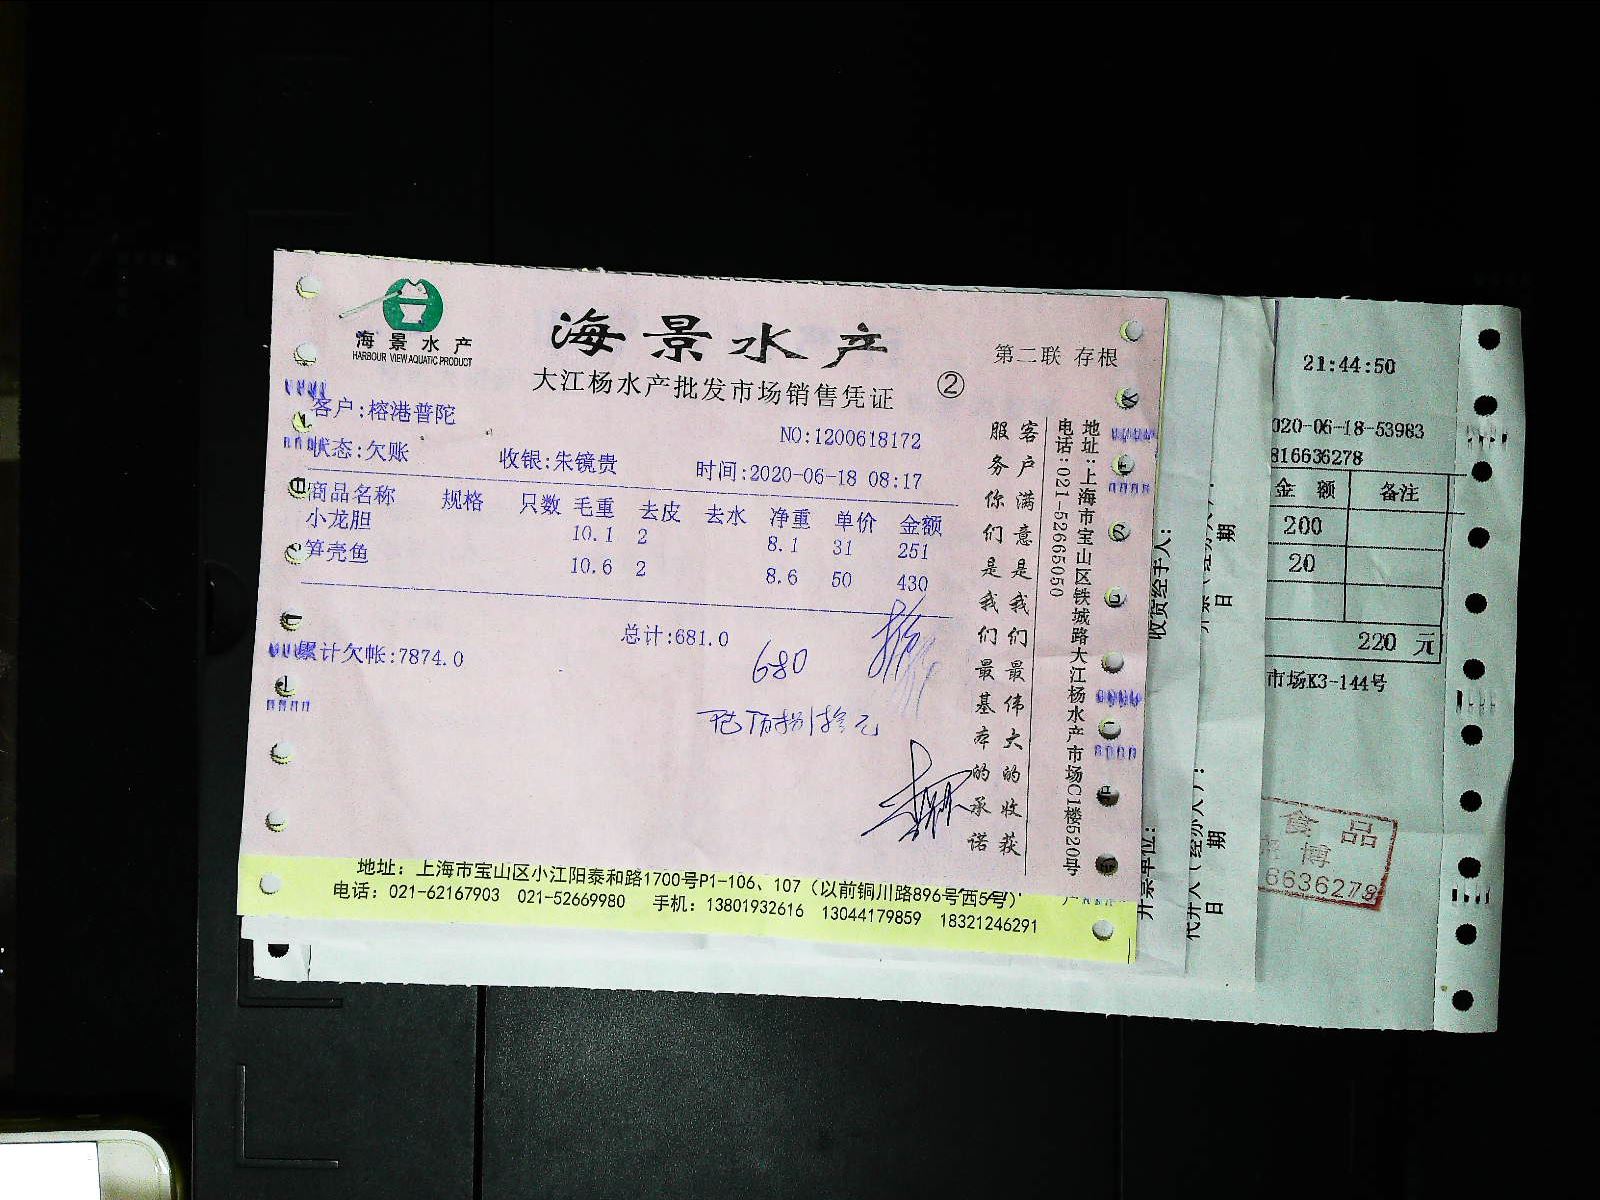 海景水产
HARBOUR VIEW AQUATIC PRODUCT
海景水产
大江杨水产批发市场销售凭证
②
第二联 存根
客户:榕港普陀
NO:1200618172
状态:欠账
收银:朱镜贵
时间:2020-06-18 08:17
商品名称 规格 只数 毛重 去皮 去水 净重 单价 金额
小龙胆 10.1 2 8.1 31 251
笋壳鱼 10.6 2 8.6 50 430
总计:681.0
累计欠帐:7874.0
680
客户满意是我们最伟大的收获
服务你们是我们最基本的承诺
地址:上海市宝山区铁城路大江杨水产市场C1楼520号
电话:021-52665050
地址：上海市宝山区小江阳泰和路1700号P1-106、107（以前铜川路896号西5号）
电话：021-62167903 021-52669980 手机：13801932616 13044179859 18321246291
收货经手人:
开票单位:
日 期
日 期
21:44:50
020-06-18-53983
816636278
金 额 备注
200
20
220 元
市场K3-144号
食品
博
6636278